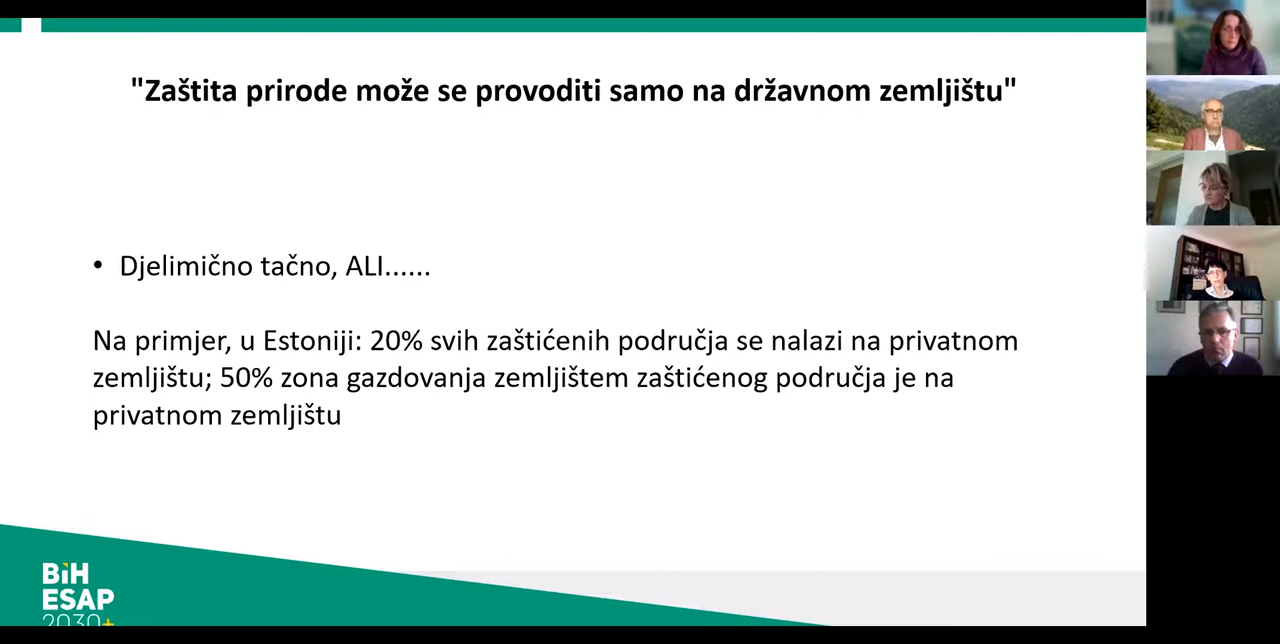 "Zaštita prirode može se provoditi samo na državnom zemljištu"
• Djelimično tačno, ALI......
Na primjer, u Estoniji: 20% svih zaštićenih područja se nalazi na privatnom
zemljištu; 50% zona gazdovanja zemljištem zaštićenog područja je na
privatnom zemljištu
BiH
ESAP
2030+